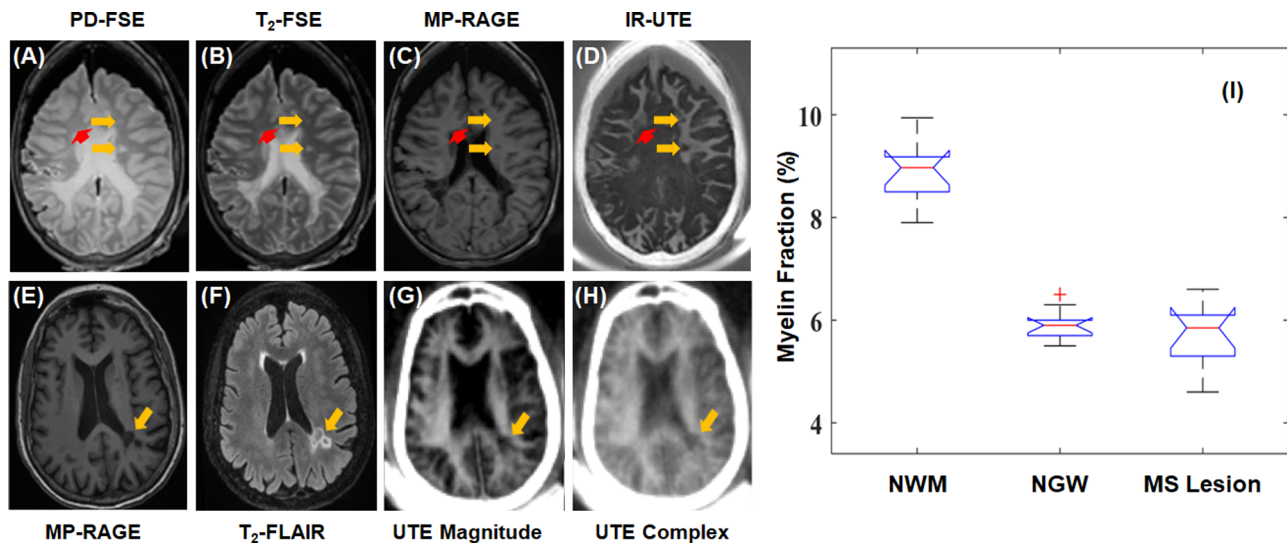 PD-FSE T₂-FSE MP-RAGE IR-UTE
(A) (B) (C) (D)
(E) (F) (G) (H)
MP-RAGE T₂-FLAIR UTE Magnitude UTE Complex
(I)
Myelin Fraction (%)
10
8
6
4
NWM NGW MS Lesion